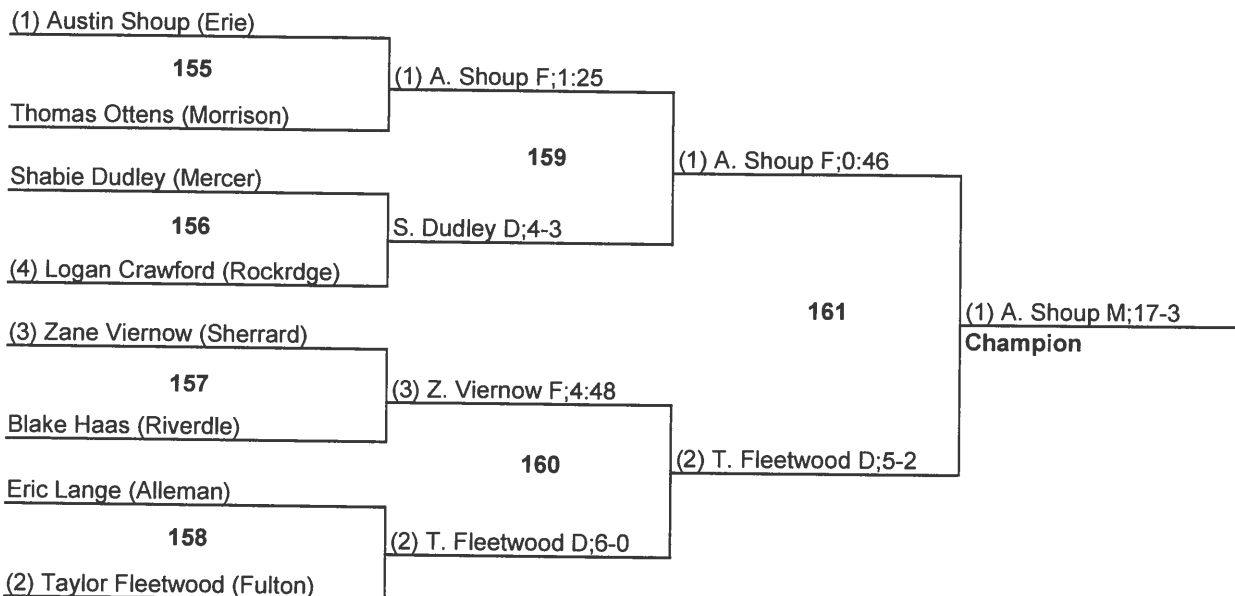 (1) Austin Shoup (Erie)
155
(1) A. Shoup F;1:25
Thomas Ottens (Morrison)
159
(1) A. Shoup F;0:46
Shabie Dudley (Mercer)
156
S. Dudley D;4-3
(4) Logan Crawford (Rockrdge)
161
(1) A. Shoup M;17-3
Champion
(3) Zane Viernow (Sherrard)
157
(3) Z. Viernow F;4:48
Blake Haas (Riverdle)
160
(2) T. Fleetwood D;5-2
Eric Lange (Alleman)
158
(2) T. Fleetwood D;6-0
(2) Taylor Fleetwood (Fulton)